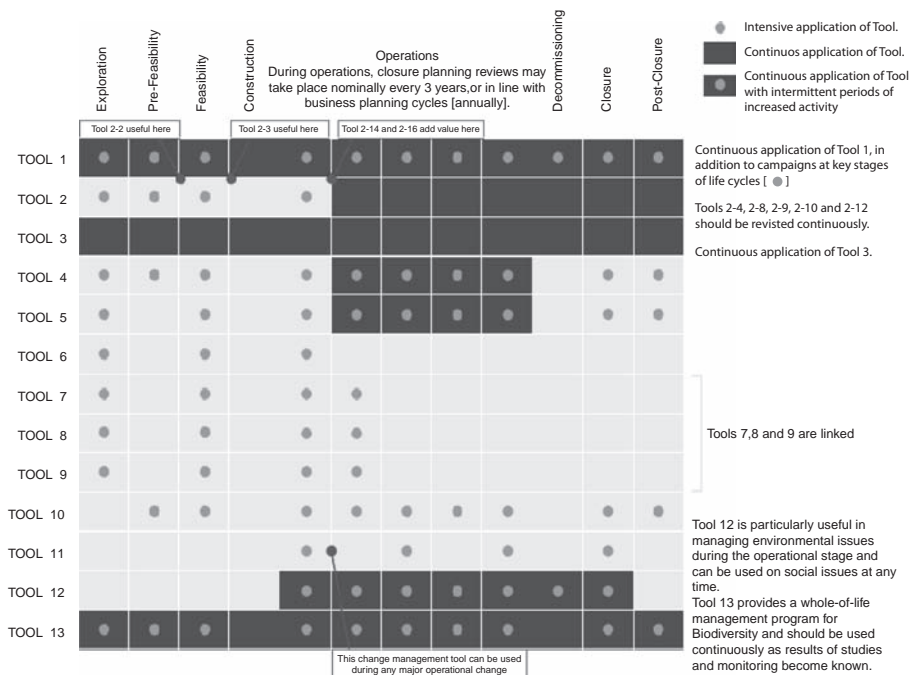 Exploration
Pre-Feasibility
Feasibility
Construction
Operations
During operations, closure planning reviews may
take place nominally every 3 years,or in line with
business planning cycles [annually].
Decommissioning
Closure
Post-Closure
Intensive application of Tool.
Continuos application of Tool.
Continuous application of Tool
with intermittent periods of
increased activity
Tool 2-2 useful here
Tool 2-3 useful here
Tool 2-14 and 2-16 add value here
TOOL 1
TOOL 2
TOOL 3
TOOL 4
TOOL 5
TOOL 6
TOOL 7
TOOL 8
TOOL 9
TOOL 10
TOOL 11
TOOL 12
TOOL 13
Continuous application of Tool 1, in
addition to campaigns at key stages
of life cycles [ ● ]
Tools 2-4, 2-8, 2-9, 2-10 and 2-12
should be revisted continuously.
Continuous application of Tool 3.
Tools 7,8 and 9 are linked
Tool 12 is particularly useful in
managing environmental issues
during the operational stage and
can be used on social issues at any
time.
Tool 13 provides a whole-of-life
management program for
Biodiversity and should be used
continuously as results of studies
and monitoring become known.
This change management tool can be used
during any major operational change